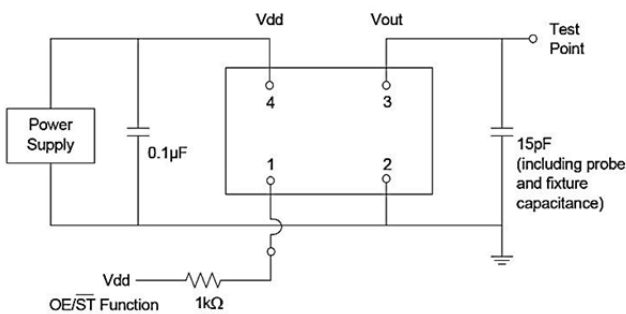 Vdd
Vout
Test
Point
4
3
Power
Supply
0.1µF
1
2
15pF
(including probe
and fixture
capacitance)
Vdd
OE/S̅T̅ Function
1kΩ